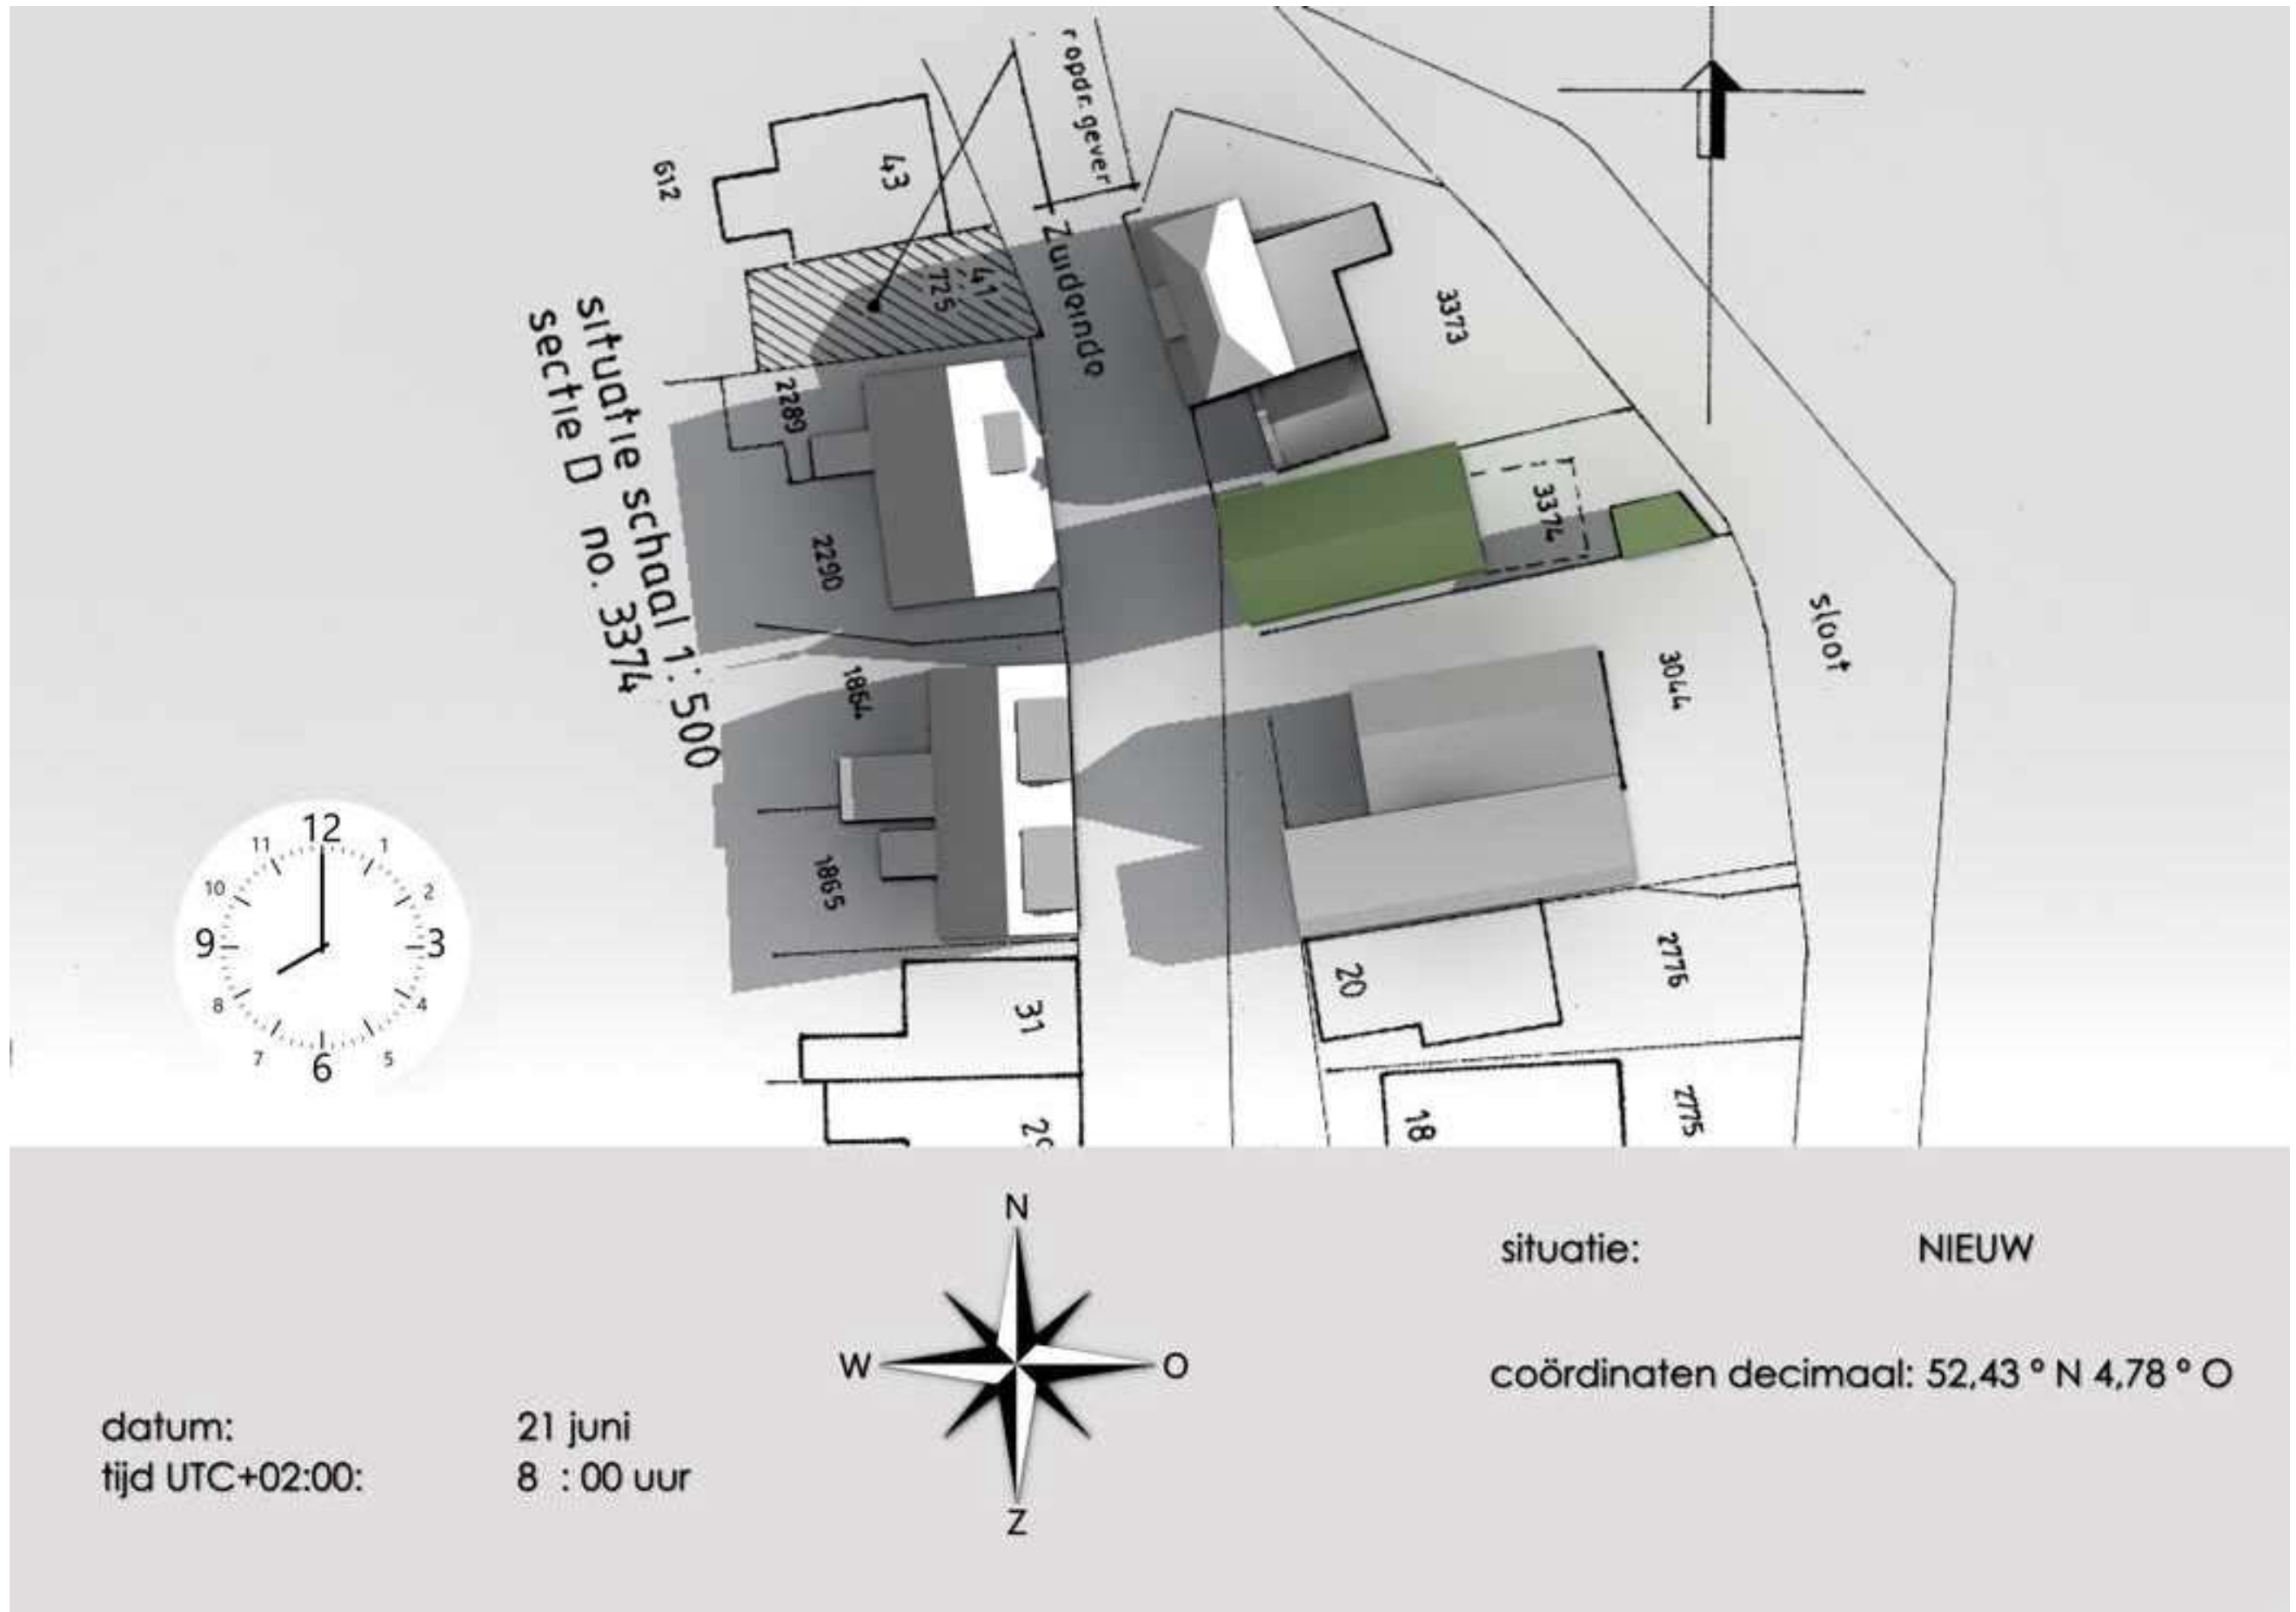 r opdr. gever
43
612
Zuideinde
41
725
3373
situatie schaal 1: 500
sectie D no. 3374
2289
3374
2290
sloot
3044
1864
1865
12
11
1
10
2
9
3
8
4
7
5
6
31
20
2776
18
2775
N
W
O
Z
situatie: NIEUW
coördinaten decimaal: 52,43 º N 4,78 º O
datum: 21 juni
tijd UTC+02:00: 8 : 00 uur